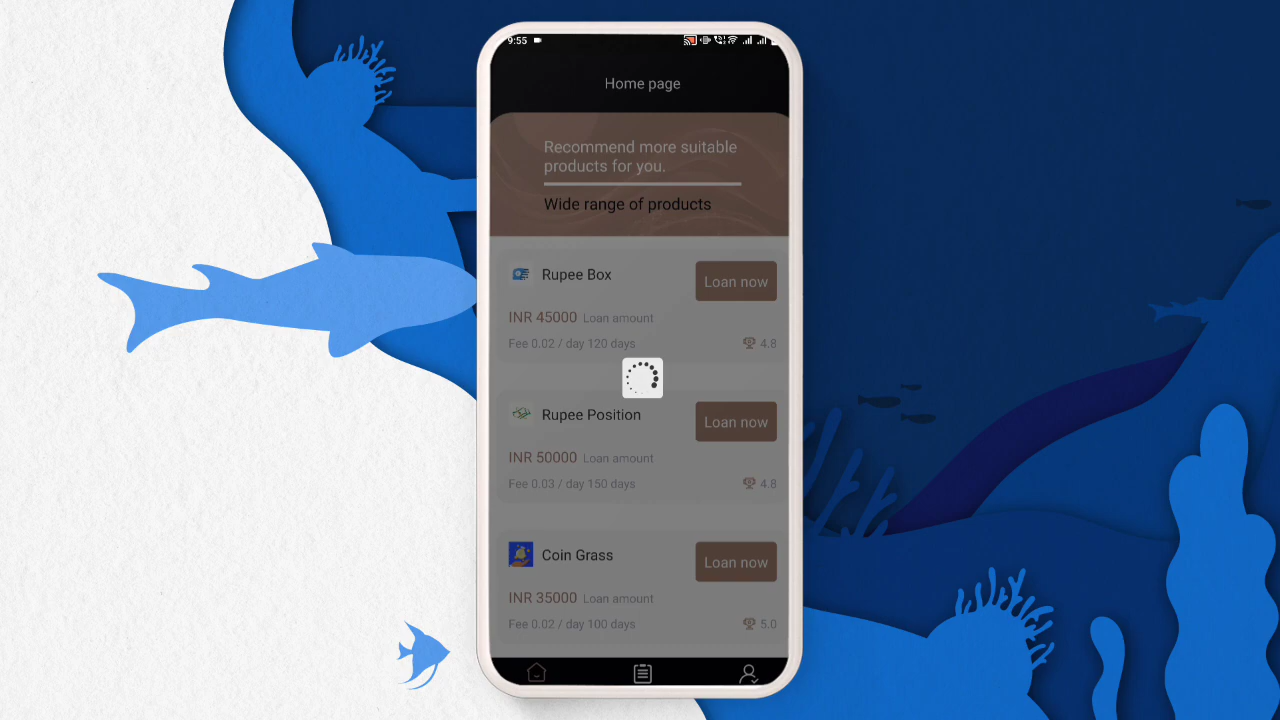 9:55
Home page
Recommend more suitable
products for you.
Wide range of products
Rupee Box
Loan now
INR 45000 Loan amount
Fee 0.02 / day 120 days
4.8
Rupee Position
Loan now
INR 50000 Loan amount
Fee 0.03 / day 150 days
4.8
Coin Grass
Loan now
INR 35000 Loan amount
Fee 0.02 / day 100 days
5.0